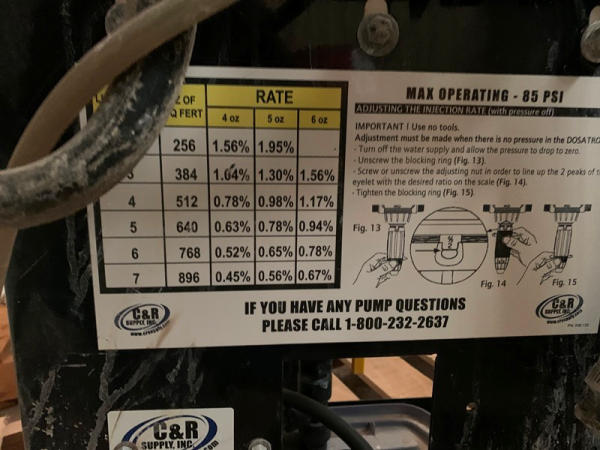 Z OF
Q FERT
RATE
4 oz 5 oz 6 oz
256 1.56% 1.95%
3 384 1.04% 1.30% 1.56%
4 512 0.78% 0.98% 1.17%
5 640 0.63% 0.78% 0.94%
6 768 0.52% 0.65% 0.78%
7 896 0.45% 0.56% 0.67%
MAX OPERATING - 85 PSI
ADJUSTING THE INJECTION RATE (with pressure off)
IMPORTANT ! Use no tools.
Adjustment must be made when there is no pressure in the DOSATRO
- Turn off the water supply and allow the pressure to drop to zero.
- Unscrew the blocking ring (Fig. 13).
- Screw or unscrew the adjusting nut in order to line up the 2 peaks of t
eyelet with the desired ratio on the scale (Fig. 14).
- Tighten the blocking ring (Fig. 15).
Fig. 13
Fig. 14
Fig. 15
C&R
SUPPLY, INC.
IF YOU HAVE ANY PUMP QUESTIONS
PLEASE CALL 1-800-232-2637
C&R
SUPPLY, INC.
C&R
SUPPLY, INC.
.com